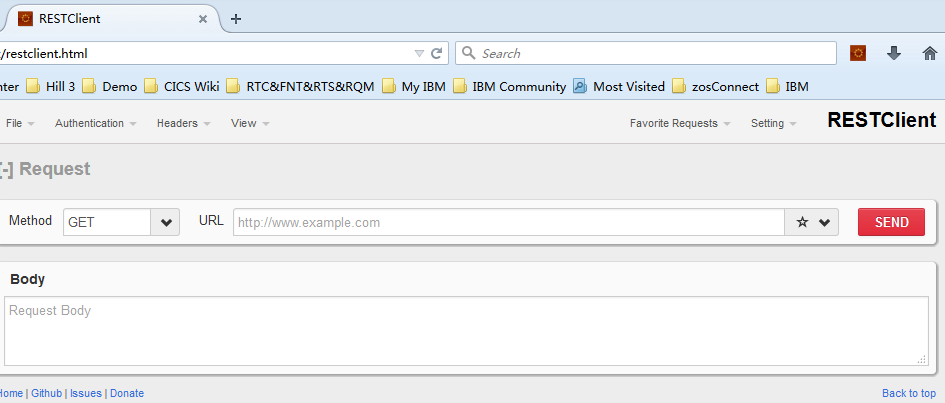 RESTClient
/restclient.html
Search
nter Hill 3 Demo CICS Wiki RTC&FNT&RTS&RQM My IBM IBM Community Most Visited zosConnect IBM
File Authentication Headers View Favorite Requests Setting RESTClient
[-] Request
Method GET URL http://www.example.com SEND
Body
Request Body
Home | Github | Issues | Donate Back to top